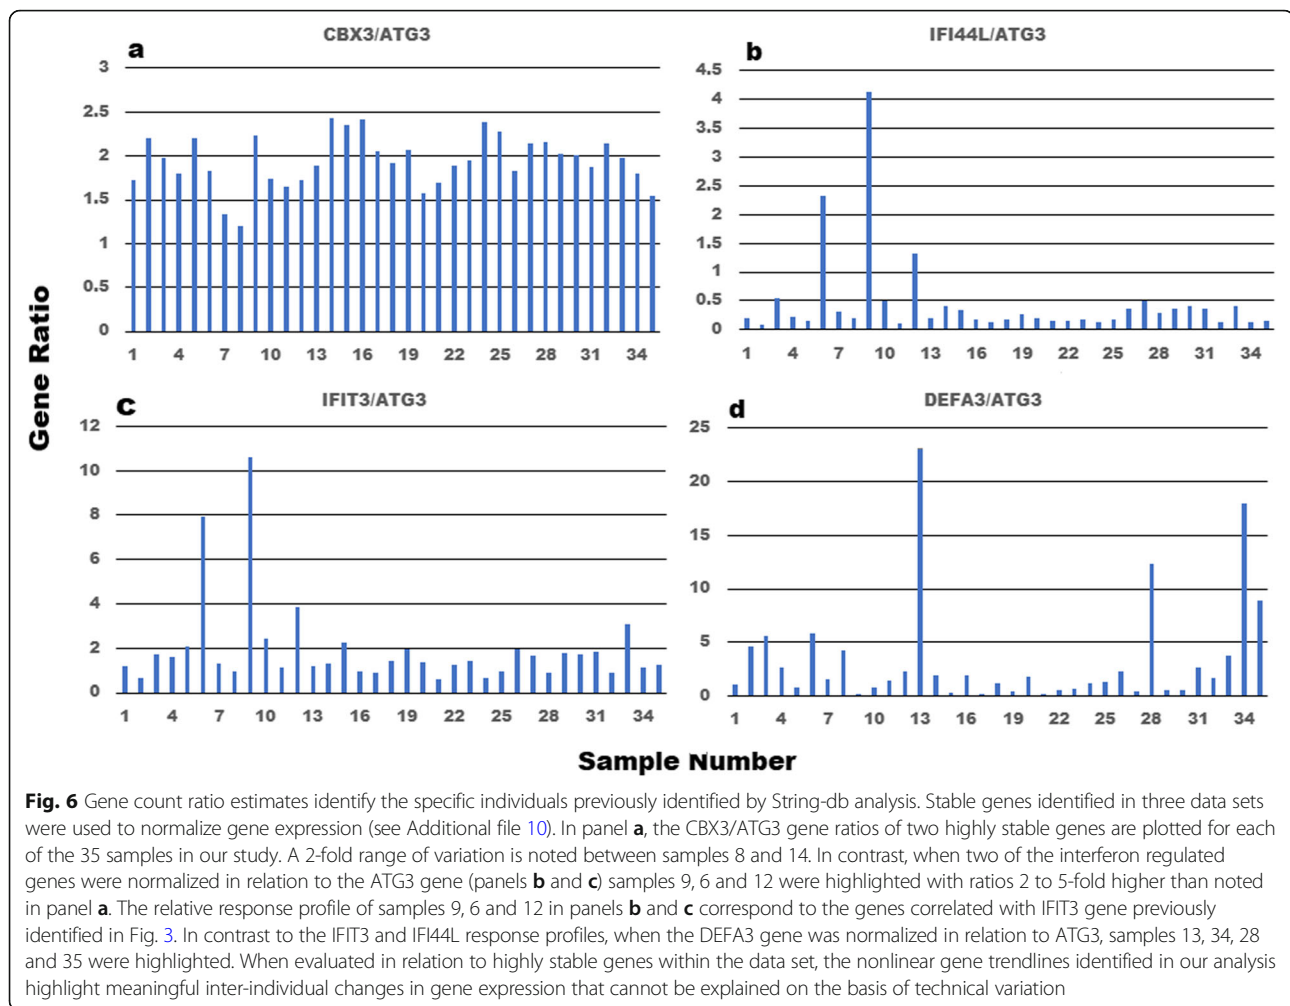 CBX3/ATG3
IFI44L/ATG3
a
b
3
2.5
2
1.5
1
0.5
0
1 4 7 10 13 16 19 22 25 28 31 34
4.5
4
3.5
3
2.5
2
1.5
1
0.5
0
1 4 7 10 13 16 19 22 25 28 31 34
Gene Ratio
c
IFIT3/ATG3
d
DEFA3/ATG3
12
10
8
6
4
2
0
1 4 7 10 13 16 19 22 25 28 31 34
25
20
15
10
5
0
1 4 7 10 13 16 19 22 25 28 31 34
Sample Number
Fig. 6 Gene count ratio estimates identify the specific individuals previously identified by String-db analysis. Stable genes identified in three data sets
were used to normalize gene expression (see Additional file 10). In panel a, the CBX3/ATG3 gene ratios of two highly stable genes are plotted for each
of the 35 samples in our study. A 2-fold range of variation is noted between samples 8 and 14. In contrast, when two of the interferon regulated
genes were normalized in relation to the ATG3 gene (panels b and c) samples 9, 6 and 12 were highlighted with ratios 2 to 5-fold higher than noted
in panel a. The relative response profile of samples 9, 6 and 12 in panels b and c correspond to the genes correlated with IFIT3 gene previously
identified in Fig. 3. In contrast to the IFIT3 and IFI44L response profiles, when the DEFA3 gene was normalized in relation to ATG3, samples 13, 34, 28
and 35 were highlighted. When evaluated in relation to highly stable genes within the data set, the nonlinear gene trendlines identified in our analysis
highlight meaningful inter-individual changes in gene expression that cannot be explained on the basis of technical variation